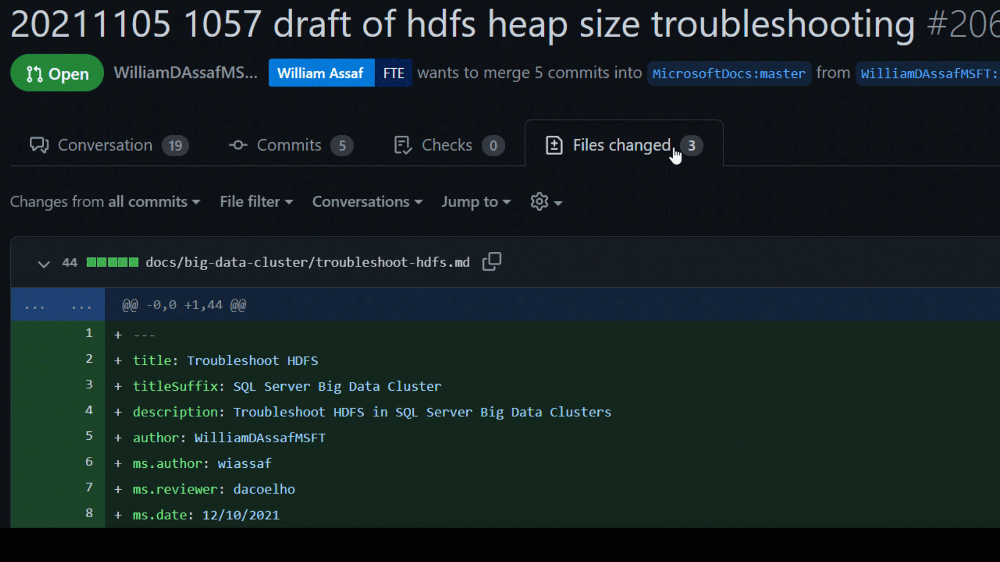 20211105 1057 draft of hdfs heap size troubleshooting #206
Open WilliamDAssafMS... William Assaf FTE wants to merge 5 commits into MicrosoftDocs:master from WilliamDAssafMSFT:
Conversation 19 Commits 5 Checks 0 Files changed 3
Changes from all commits File filter Conversations Jump to
44 docs/big-data-cluster/troubleshoot-hdfs.md
... ... @@ -0,0 +1,44 @@
1 + ---
2 + title: Troubleshoot HDFS
3 + titleSuffix: SQL Server Big Data Cluster
4 + description: Troubleshoot HDFS in SQL Server Big Data Clusters
5 + author: WilliamDAssafMSFT
6 + ms.author: wiassaf
7 + ms.reviewer: dacoelho
8 + ms.date: 12/10/2021